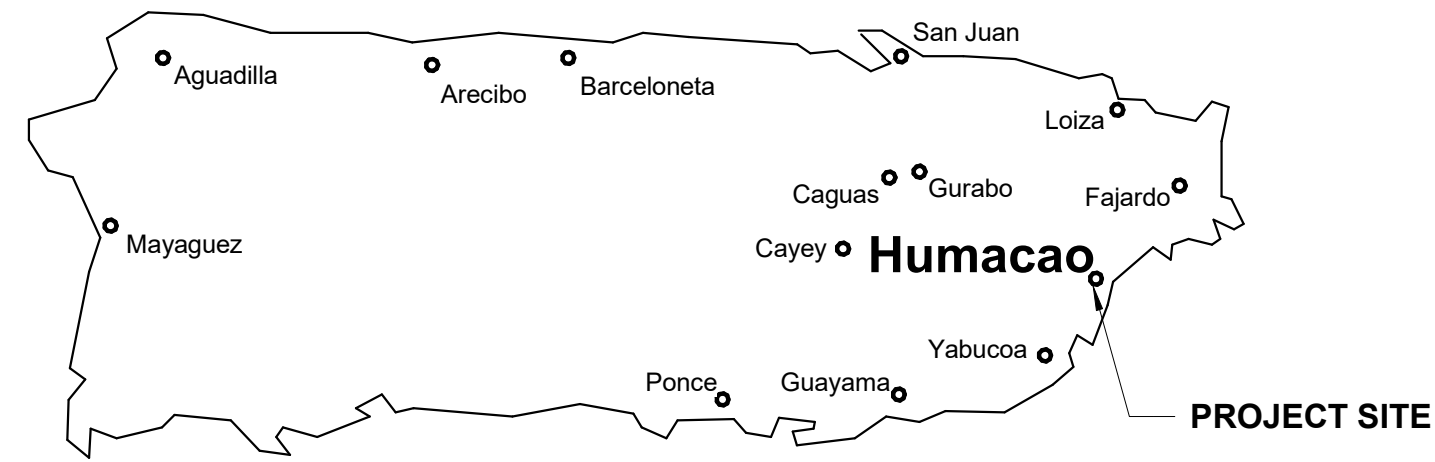 San Juan
Aguadilla
Arecibo
Barceloneta
Loiza
Caguas
Gurabo
Fajardo
Mayaguez
Cayey
Humacao
Yabucoa
Ponce
Guayama
PROJECT SITE